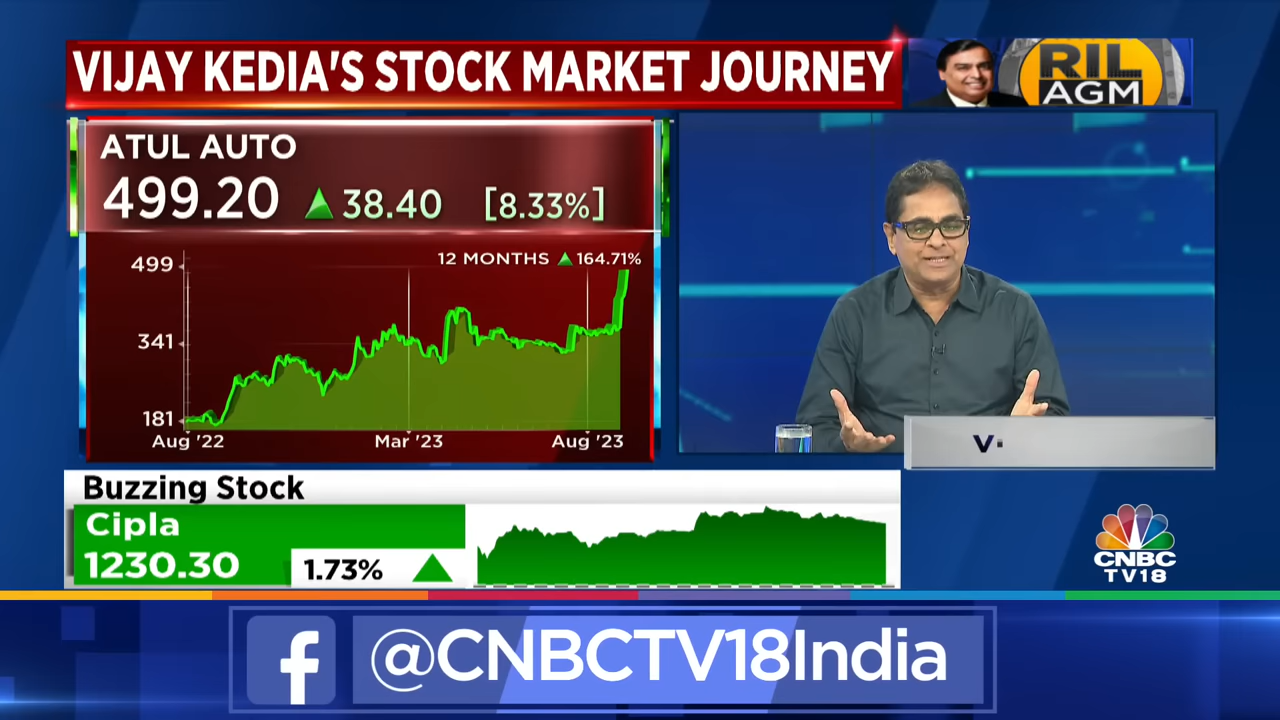 VIJAY KEDIA'S STOCK MARKET JOURNEY
RIL
AGM
ATUL AUTO
499.20 ▲ 38.40 [8.33%]
12 MONTHS ▲ 164.71%
499
341
181
Aug '22 Mar '23 Aug '23
V
Buzzing Stock
Cipla
1230.30 1.73% ▲
CNBC
TV18
f @CNBCTV18India